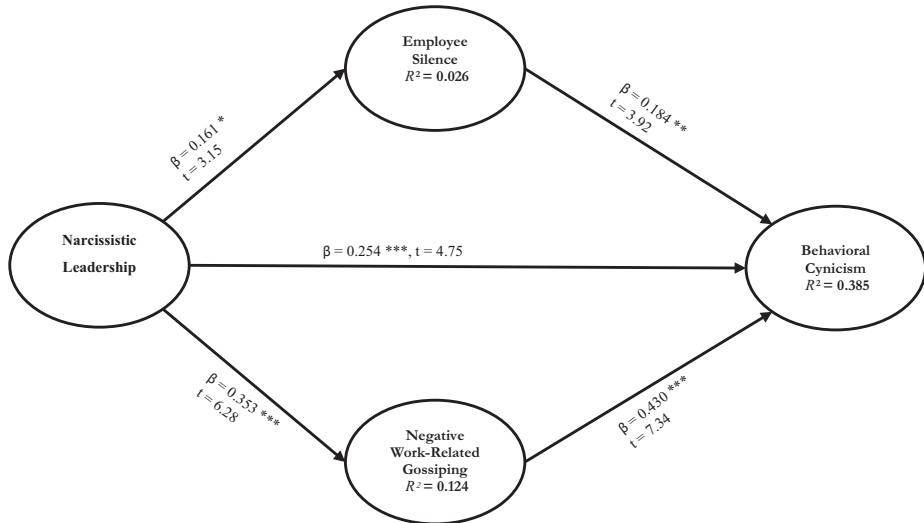 Employee
Silence
R² = 0.026
β = 0.161 *
t = 3.15
β = 0.184 **
t = 3.92
Narcissistic
Leadership
β = 0.254 ***, t = 4.75
Behavioral
Cynicism
R² = 0.385
β = 0.353 ***
t = 6.28
β = 0.430 ***
t = 7.34
Negative
Work-Related
Gossiping
R² = 0.124